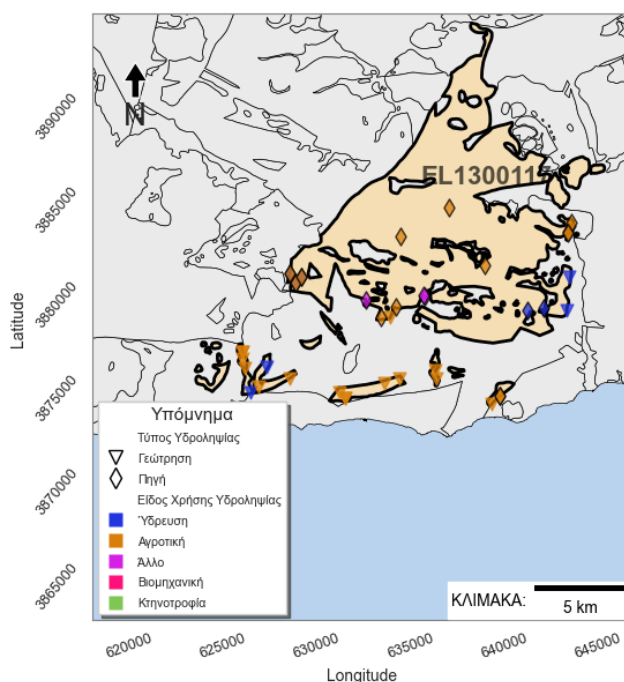 N
EL1300117
3890000
3885000
3880000
3875000
3870000
3865000
Latitude
Υπόμνημα
Τύπος Υδροληψίας
Γεώτρηση
Πηγή
Είδος Χρήσης Υδροληψίας
Ύδρευση
Αγροτική
Άλλο
Βιομηχανική
Κτηνοτροφία
ΚΛΙΜΑΚΑ:
5 km
620000 625000 630000 635000 640000 645000
Longitude